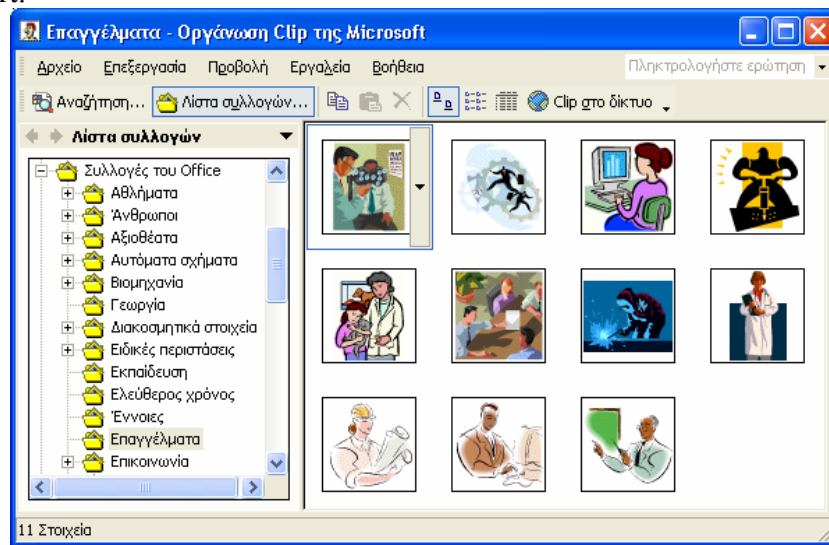 Επαγγέλματα - Οργάνωση Clip της Microsoft
Αρχείο Επεξεργασία Προβολή Εργαλεία Βοήθεια Πληκτρολογήστε ερώτηση
Αναζήτηση... Λίστα συλλογών... Clip στο δίκτυο
Λίστα συλλογών
Συλλογές του Office
Αθλήματα
Άνθρωποι
Αξιοθέατα
Αυτόματα σχήματα
Βιομηχανία
Γεωργία
Διακοσμητικά στοιχεία
Ειδικές περιστάσεις
Εκπαίδευση
Ελεύθερος χρόνος
Έννοιες
Επαγγέλματα
Επικοινωνία
11 Στοιχεία